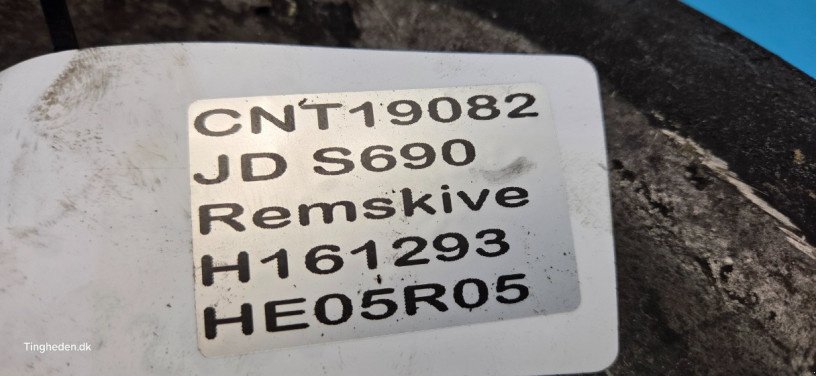 CNT19082
JD S690
Remskive
H161293
HE05R05
Tingheden.dk